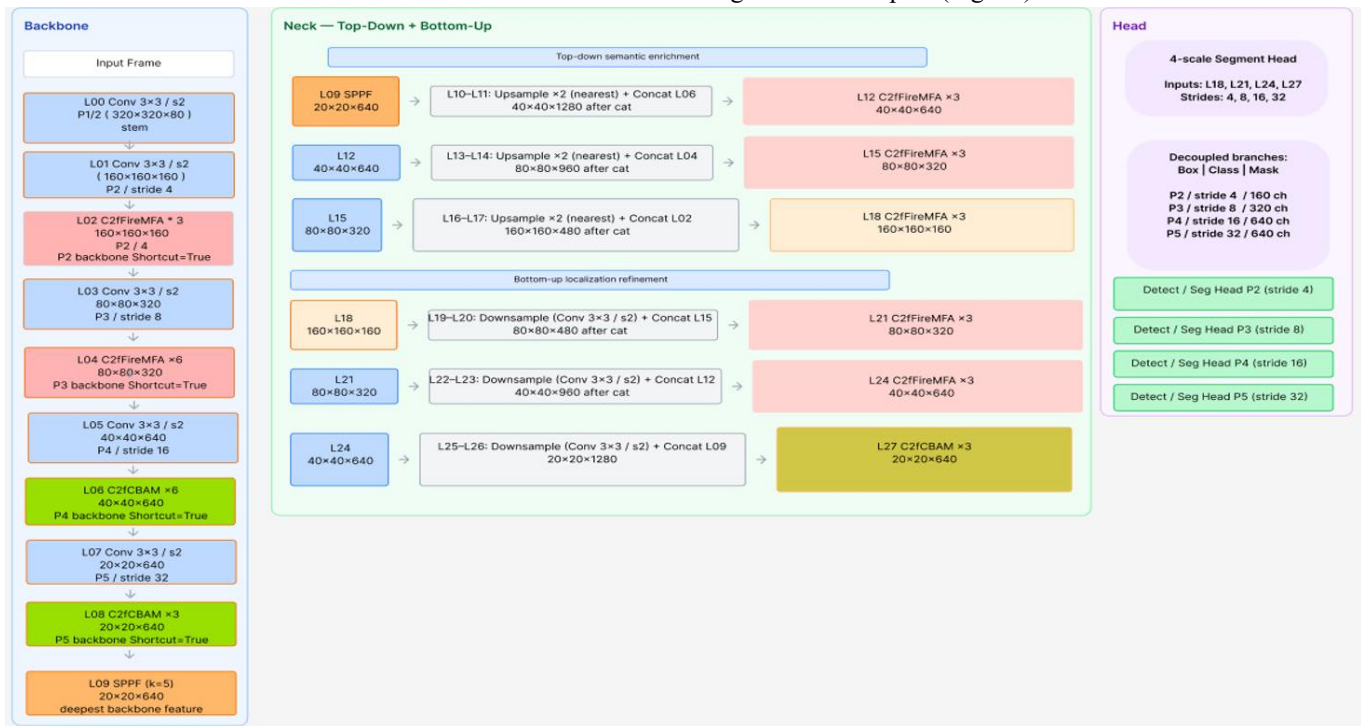 Backbone
Input Frame
L00 Conv 3×3 / s2
P1/2 ( 320×320×80 )
stem
L01 Conv 3×3 / s2
( 160×160×160 )
P2 / stride 4
L02 C2fFireMFA * 3
160×160×160
P2 / 4
P2 backbone Shortcut=True
L03 Conv 3×3 / s2
80×80×320
P3 / stride 8
L04 C2fFireMFA ×6
80×80×320
P3 backbone Shortcut=True
L05 Conv 3×3 / s2
40×40×640
P4 / stride 16
L06 C2fCBAM ×6
40×40×640
P4 backbone Shortcut=True
L07 Conv 3×3 / s2
20×20×640
P5 / stride 32
L08 C2fCBAM ×3
20×20×640
P5 backbone Shortcut=True
L09 SPPF (k=5)
20×20×640
deepest backbone feature
Neck — Top-Down + Bottom-Up
Top-down semantic enrichment
L09 SPPF
20×20×640
L10–L11: Upsample ×2 (nearest) + Concat L06
40×40×1280 after cat
L12 C2fFireMFA ×3
40×40×640
L12
40×40×640
L13–L14: Upsample ×2 (nearest) + Concat L04
80×80×960 after cat
L15 C2fFireMFA ×3
80×80×320
L15
80×80×320
L16–L17: Upsample ×2 (nearest) + Concat L02
160×160×480 after cat
L18 C2fFireMFA ×3
160×160×160
Bottom-up localization refinement
L18
160×160×160
L19–L20: Downsample (Conv 3×3 / s2) + Concat L15
80×80×480 after cat
L21 C2fFireMFA ×3
80×80×320
L21
80×80×320
L22–L23: Downsample (Conv 3×3 / s2) + Concat L12
40×40×960 after cat
L24 C2fFireMFA ×3
40×40×640
L24
40×40×640
L25–L26: Downsample (Conv 3×3 / s2) + Concat L09
20×20×1280
L27 C2fCBAM ×3
20×20×640
Head
4-scale Segment Head
Inputs: L18, L21, L24, L27
Strides: 4, 8, 16, 32
Decoupled branches:
Box | Class | Mask
P2 / stride 4 / 160 ch
P3 / stride 8 / 320 ch
P4 / stride 16 / 640 ch
P5 / stride 32 / 640 ch
Detect / Seg Head P2 (stride 4)
Detect / Seg Head P3 (stride 8)
Detect / Seg Head P4 (stride 16)
Detect / Seg Head P5 (stride 32)